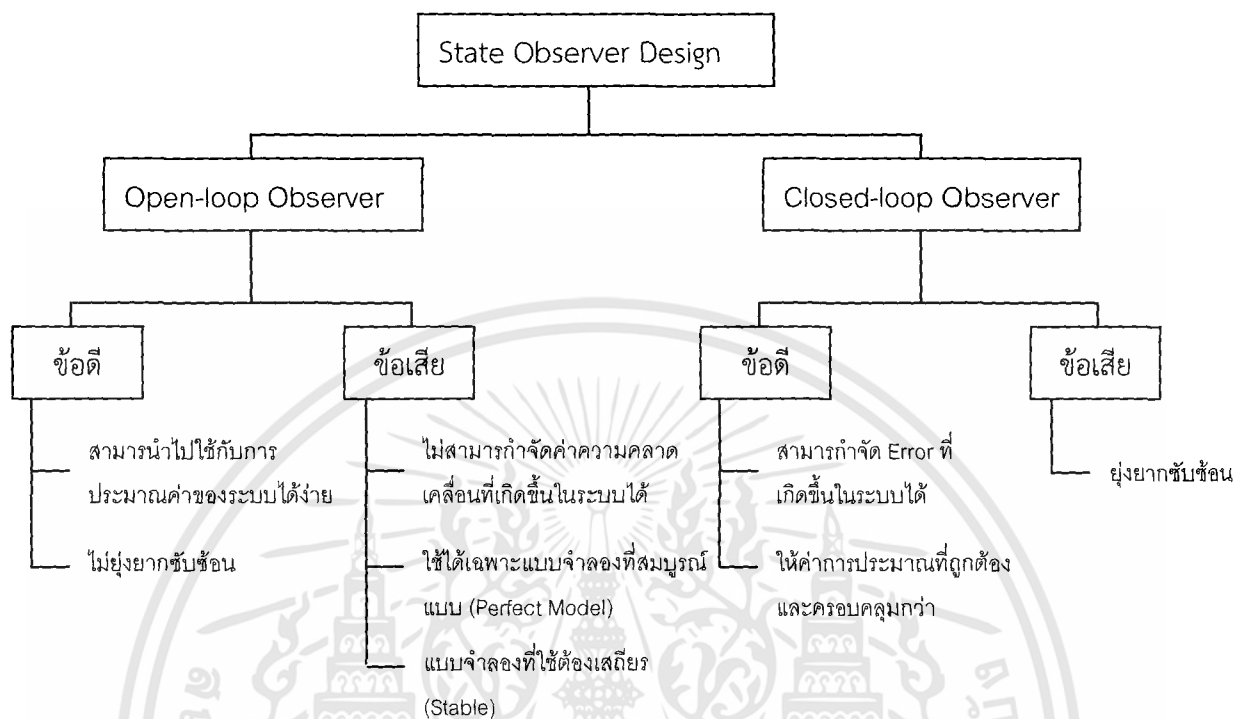 State Observer Design
Open-loop Observer
Closed-loop Observer
ข้อดี
ข้อเสีย
ข้อดี
ข้อเสีย
สามารถนำไปใช้กับการ
ประมาณค่าของระบบได้ง่าย
ไม่ยุ่งยากซับซ้อน
ไม่สามารถกำจัดค่าความคลาด
เคลื่อนที่เกิดขึ้นในระบบได้
ใช้ได้เฉพาะแบบจำลองที่สมบูรณ์
แบบ (Perfect Model)
แบบจำลองที่ใช้ต้องเสถียร
(Stable)
สามารถกำจัด Error ที่
เกิดขึ้นในระบบได้
ให้ค่าการประมาณที่ถูกต้อง
และครอบคลุมกว่า
ยุ่งยากซับซ้อน